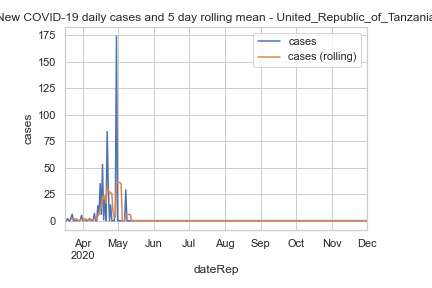 New COVID-19 daily cases and 5 day rolling mean - United_Republic_of_Tanzania
cases
cases (rolling)
cases
175
150
125
100
75
50
25
0
Apr May Jun Jul Aug Sep Oct Nov Dec
2020
dateRep